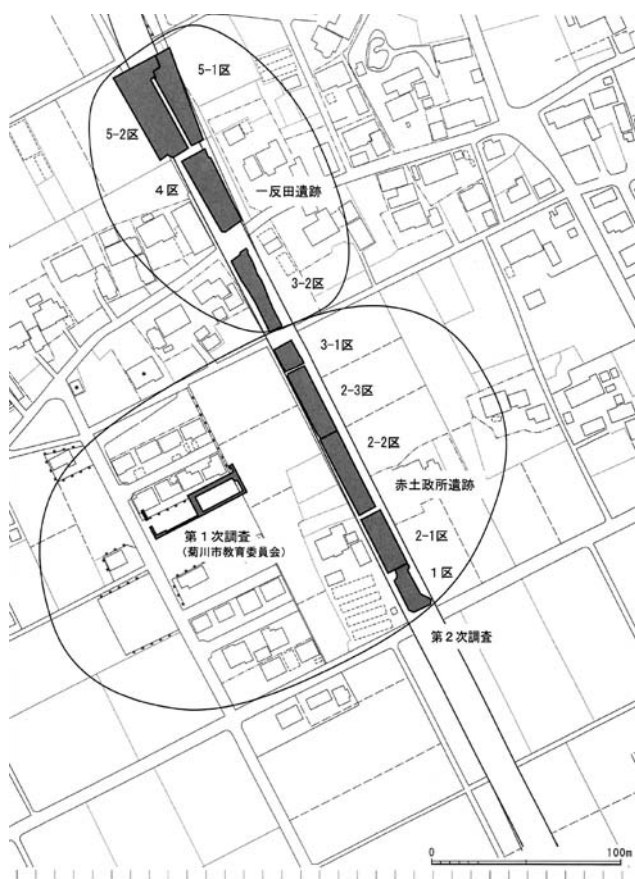 5-1区
5-2区
4区
一反田遺跡
3-2区
3-1区
2-3区
2-2区
赤土政所遺跡
第1次調査
(菊川市教育委員会)
2-1区
1区
第2次調査
0
100m